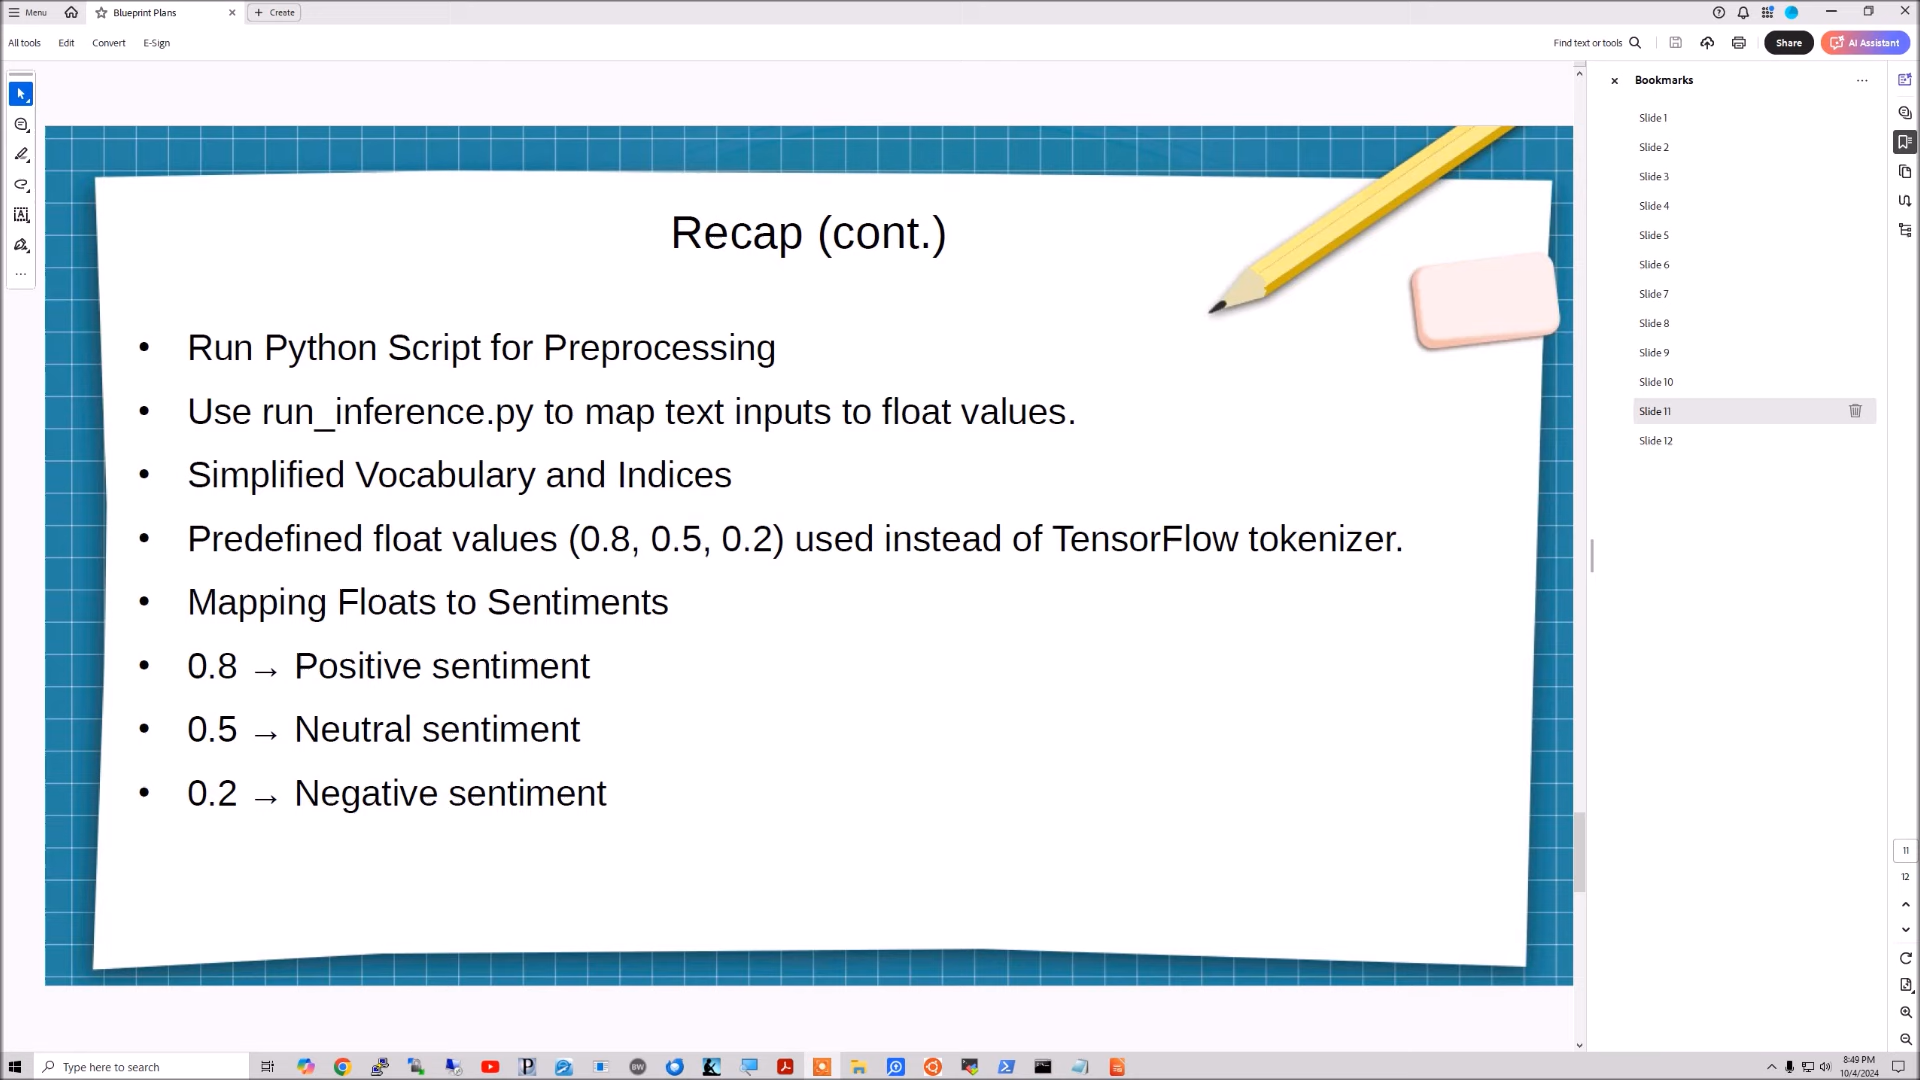 Menu
Blueprint Plans
Create
All tools
Edit
Convert
E-Sign
Find text or tools
Share
AI Assistant
Recap (cont.)
• Run Python Script for Preprocessing
• Use run_inference.py to map text inputs to float values.
• Simplified Vocabulary and Indices
• Predefined float values (0.8, 0.5, 0.2) used instead of TensorFlow tokenizer.
• Mapping Floats to Sentiments
• 0.8 → Positive sentiment
• 0.5 → Neutral sentiment
• 0.2 → Negative sentiment
Bookmarks
Slide 1
Slide 2
Slide 3
Slide 4
Slide 5
Slide 6
Slide 7
Slide 8
Slide 9
Slide 10
Slide 11
Slide 12
11
12
Type here to search
BW
8:49 PM
10/4/2024